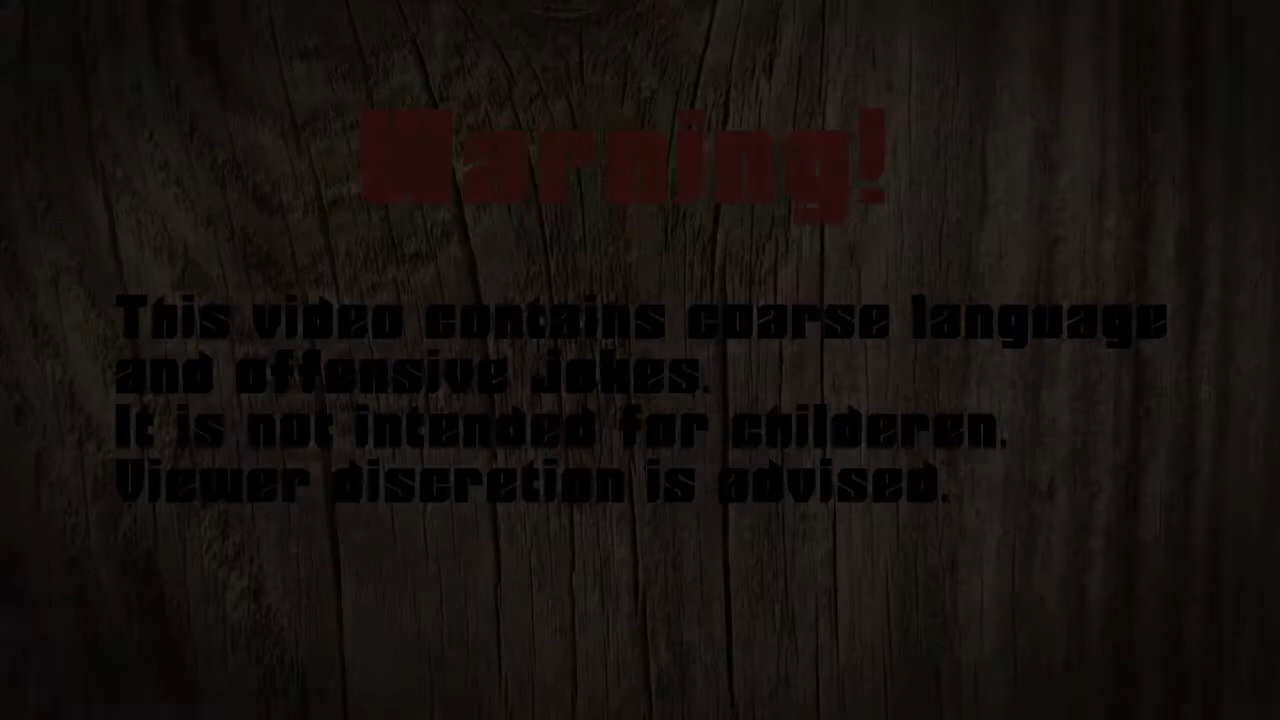 Warning!
This video contains coarse language
and offensive jokes.
It is not intended for childeren.
Viewer discretion is advised.